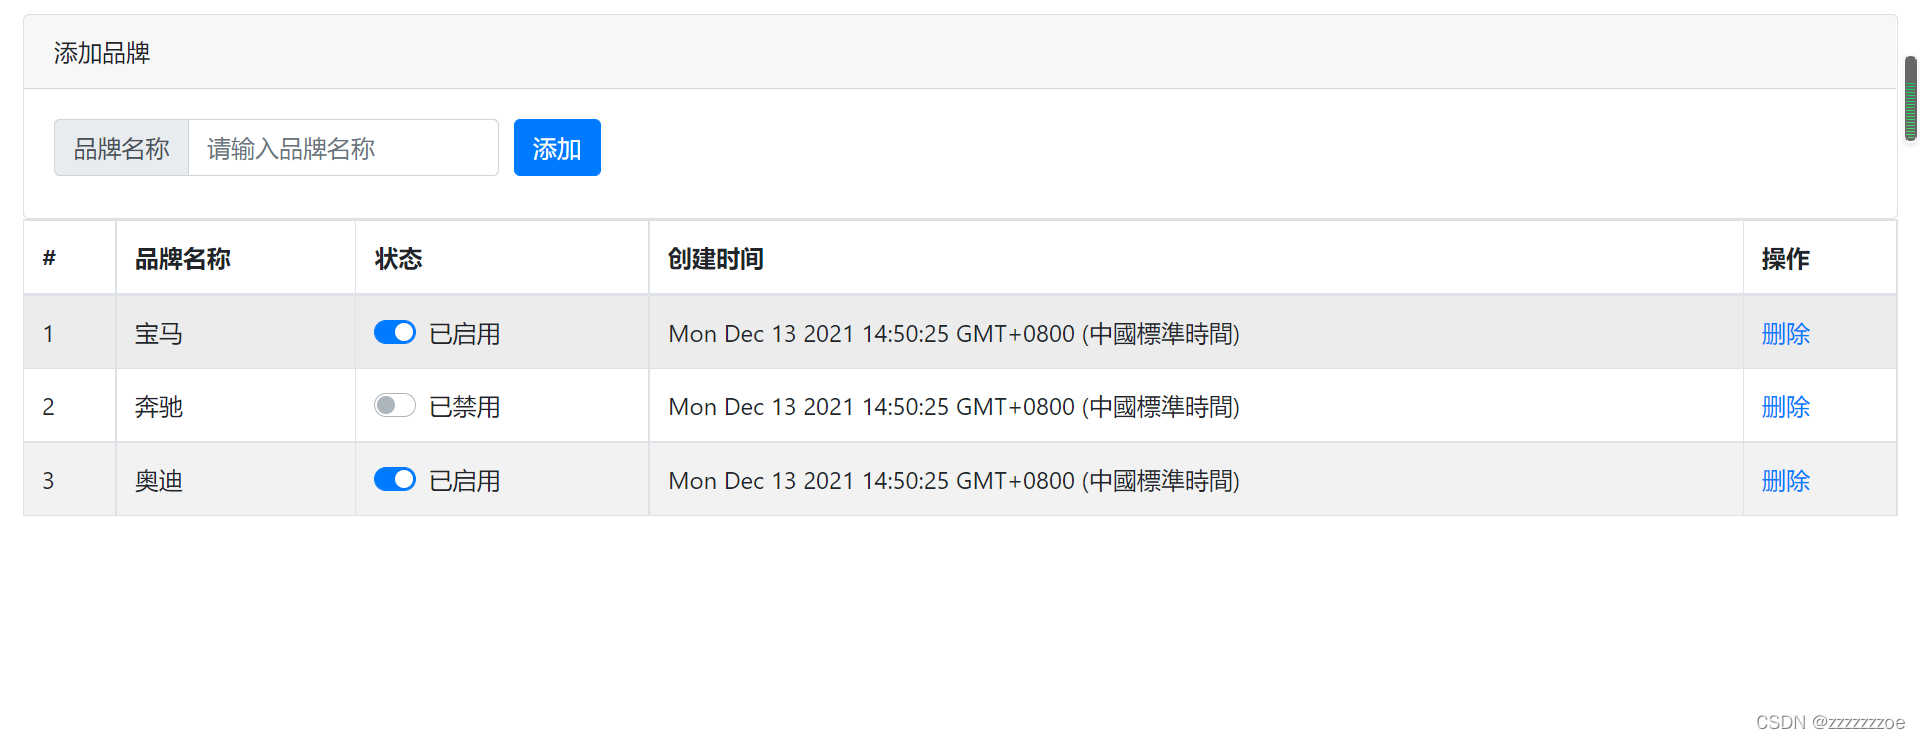 添加品牌
品牌名称 请输入品牌名称 添加
# 品牌名称 状态 创建时间 操作
1 宝马 已启用 Mon Dec 13 2021 14:50:25 GMT+0800 (中國標準時間) 删除
2 奔驰 已禁用 Mon Dec 13 2021 14:50:25 GMT+0800 (中國標準時間) 删除
3 奥迪 已启用 Mon Dec 13 2021 14:50:25 GMT+0800 (中國標準時間) 删除
CSDN @zzzzzzzoe